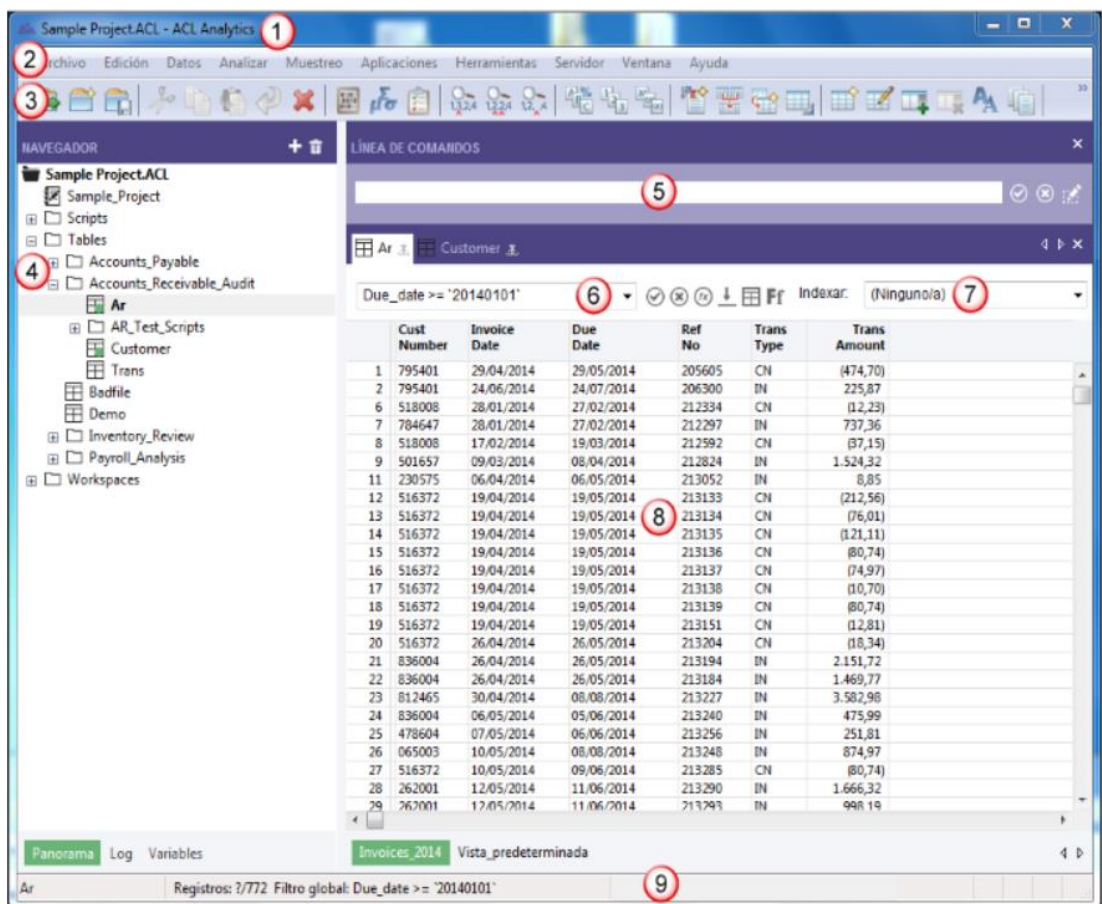 Sample Project.ACL - ACL Analytics 1
2 rchivo Edición Datos Analizar Muestreo Aplicaciones Herramientas Servidor Ventana Ayuda
3
NAVEGADOR
Sample Project.ACL
Sample_Project
Scripts
Tables
Accounts_Payable
4
Accounts_Receivable_Audit
Ar
AR_Test_Scripts
Customer
Trans
Badfile
Demo
Inventory_Review
Payroll_Analysis
Workspaces
LÍNEA DE COMANDOS
5
Ar Customer
Due_date >= `20140101` 6 Indexar: (Ninguno/a) 7
Cust Number Invoice Date Due Date Ref No Trans Type Trans Amount
1 795401 29/04/2014 29/05/2014 205605 CN (474,70)
2 795401 24/06/2014 24/07/2014 206300 IN 225,87
6 518008 28/01/2014 27/02/2014 212334 CN (12,23)
7 784647 28/01/2014 27/02/2014 212297 IN 737,36
8 518008 17/02/2014 19/03/2014 212592 CN (37,15)
9 501657 09/03/2014 08/04/2014 212824 IN 1.524,32
11 230575 06/04/2014 06/05/2014 213052 IN 8,85
12 516372 19/04/2014 19/05/2014 213133 CN (212,56)
13 516372 19/04/2014 19/05/2014 8 213134 CN (76,01)
14 516372 19/04/2014 19/05/2014 213135 CN (121,11)
15 516372 19/04/2014 19/05/2014 213136 CN (80,74)
16 516372 19/04/2014 19/05/2014 213137 CN (74,97)
17 516372 19/04/2014 19/05/2014 213138 CN (10,70)
18 516372 19/04/2014 19/05/2014 213139 CN (80,74)
19 516372 19/04/2014 19/05/2014 213151 CN (12,81)
20 516372 26/04/2014 26/05/2014 213204 CN (18,34)
21 836004 26/04/2014 26/05/2014 213194 IN 2.151,72
22 836004 26/04/2014 26/05/2014 213184 IN 1.469,77
23 812465 30/04/2014 08/08/2014 213227 IN 3.582,98
24 836004 06/05/2014 05/06/2014 213240 IN 475,99
25 478604 07/05/2014 06/06/2014 213256 IN 251,81
26 065003 10/05/2014 08/08/2014 213248 IN 874,97
27 516372 10/05/2014 09/06/2014 213285 CN (80,74)
28 262001 12/05/2014 11/06/2014 213290 IN 1.666,32
29 262001 12/05/2014 11/06/2014 213293 IN 998,19
Panorama Log Variables
Invoices_2014 Vista_predeterminada
Ar Registros: ?/772 Filtro global: Due_date >= `20140101` 9